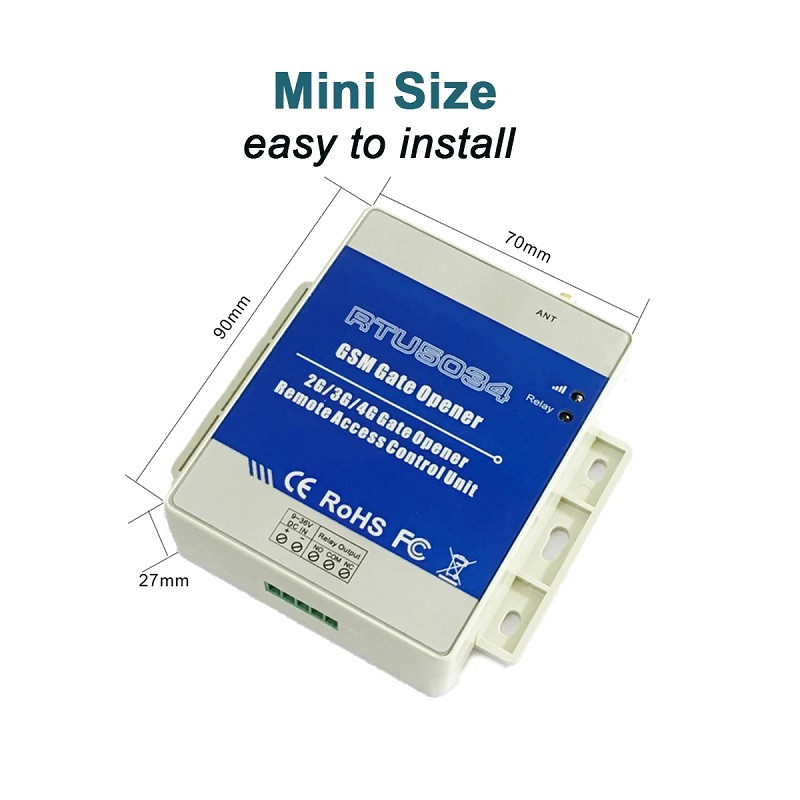 Mini Size
easy to install
70mm
90mm
27mm
ANT
RTU5034
GSM Gate Opener
2G/3G/4G Gate Opener
Remote Access Control Unit
Relay
CE RoHS FC
9~36V
DC IN
Relay Output
+ - NO COM NC